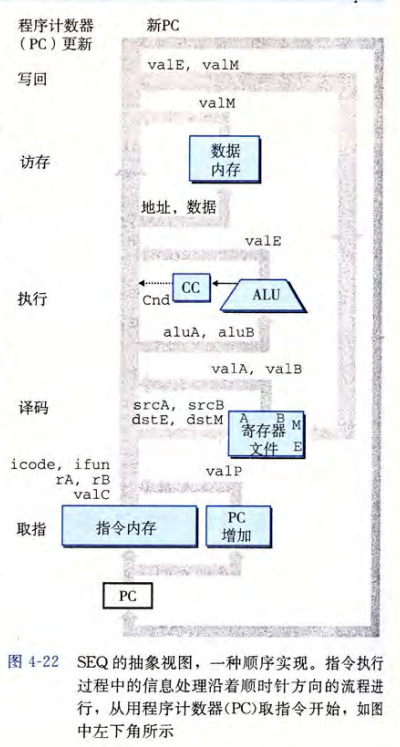 程序计数器
（PC）更新
新PC
写回
valE, valM
valM
访存
数据
内存
地址，数据
valE
执行
CC
ALU
Cnd
aluA, aluB
valA, valB
译码
srcA, srcB
dstE, dstM
A B M
寄存器
文件 E
icode, ifun
rA, rB
valC
valP
取指
指令内存
PC
增加
PC
图 4-22 SEQ的抽象视图，一种顺序实现。指令执行
过程中的信息处理沿着顺时针方向的流程进
行，从用程序计数器(PC)取指令开始，如图
中左下角所示